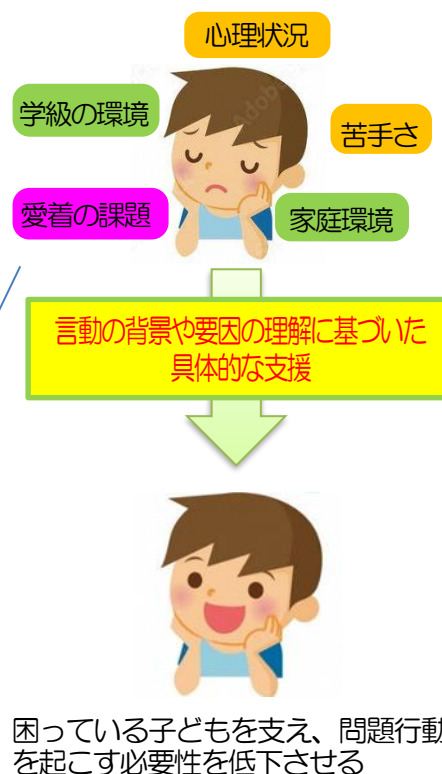 心理状況
学級の環境
苦手さ
愛着の課題
家庭環境
言動の背景や要因の理解に基づいた
具体的な支援
困っている子どもを支え、問題行動
を起こす必要性を低下させる